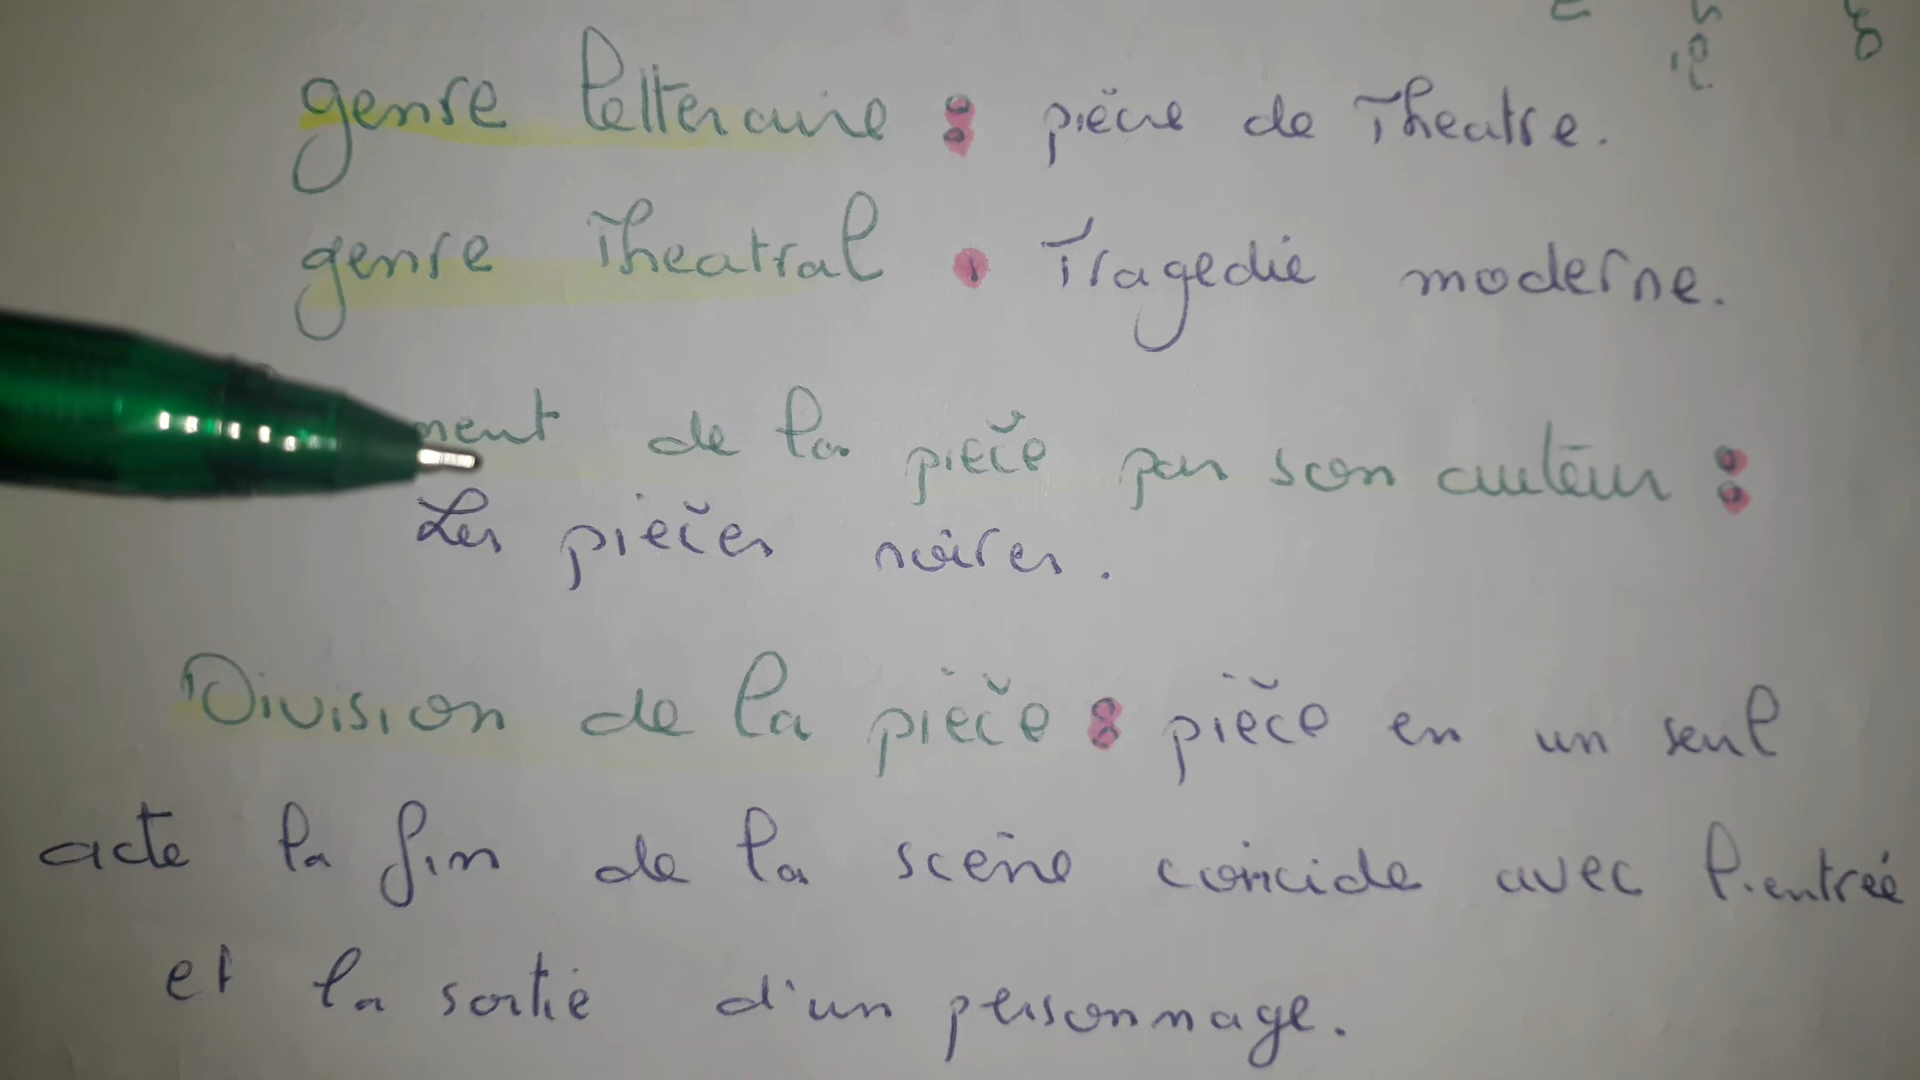 genre letteraire : pièce de Theatre.
genre Theatral : Tragedie moderne.
de la pièce par son auteur :
Les pièces noires.
Division de la pièce : pièce en un seul
acte la fin de la scène coincide avec l'entrée
et la sortie d'un personnage.